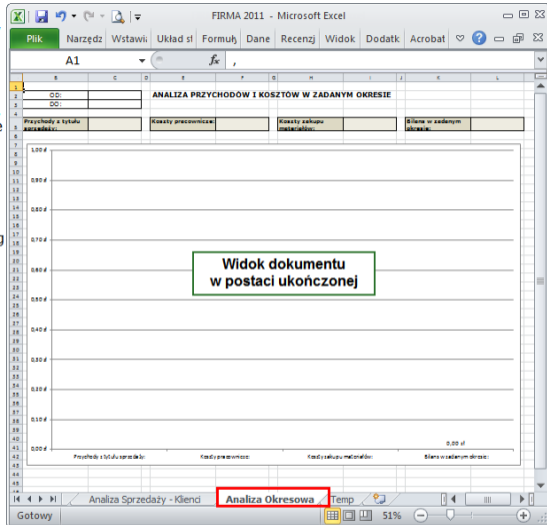 FIRMA 2011 - Microsoft Excel
Plik Narzędz Wstawi Układ st Formuły Dane Recenzj Widok Dodatk Acrobat
A1 fx ,
B C D E F G H I J K L
OD: ANALIZA PRZYCHODÓW I KOSZTÓW W ZADANYM OKRESIE
DO:
Przychody z tytułu sprzedaży: Koszty pracownicze: Koszty zakupu materiałów: Bilans w zadanym okresie:
1,00 zł
0,90 zł
0,80 zł
0,70 zł
Widok dokumentu
0,60 zł
w postaci ukończonej
0,50 zł
0,40 zł
0,30 zł
0,20 zł
0,10 zł
0,00 zł
0,00 zł
Przychody z tytułu sprzedaży: Koszty pracownicze: Koszty zakupu materiałów: Bilans w zadanym okresie:
Analiza Sprzedaży - Klienci Analiza Okresowa Temp
Gotowy 51%